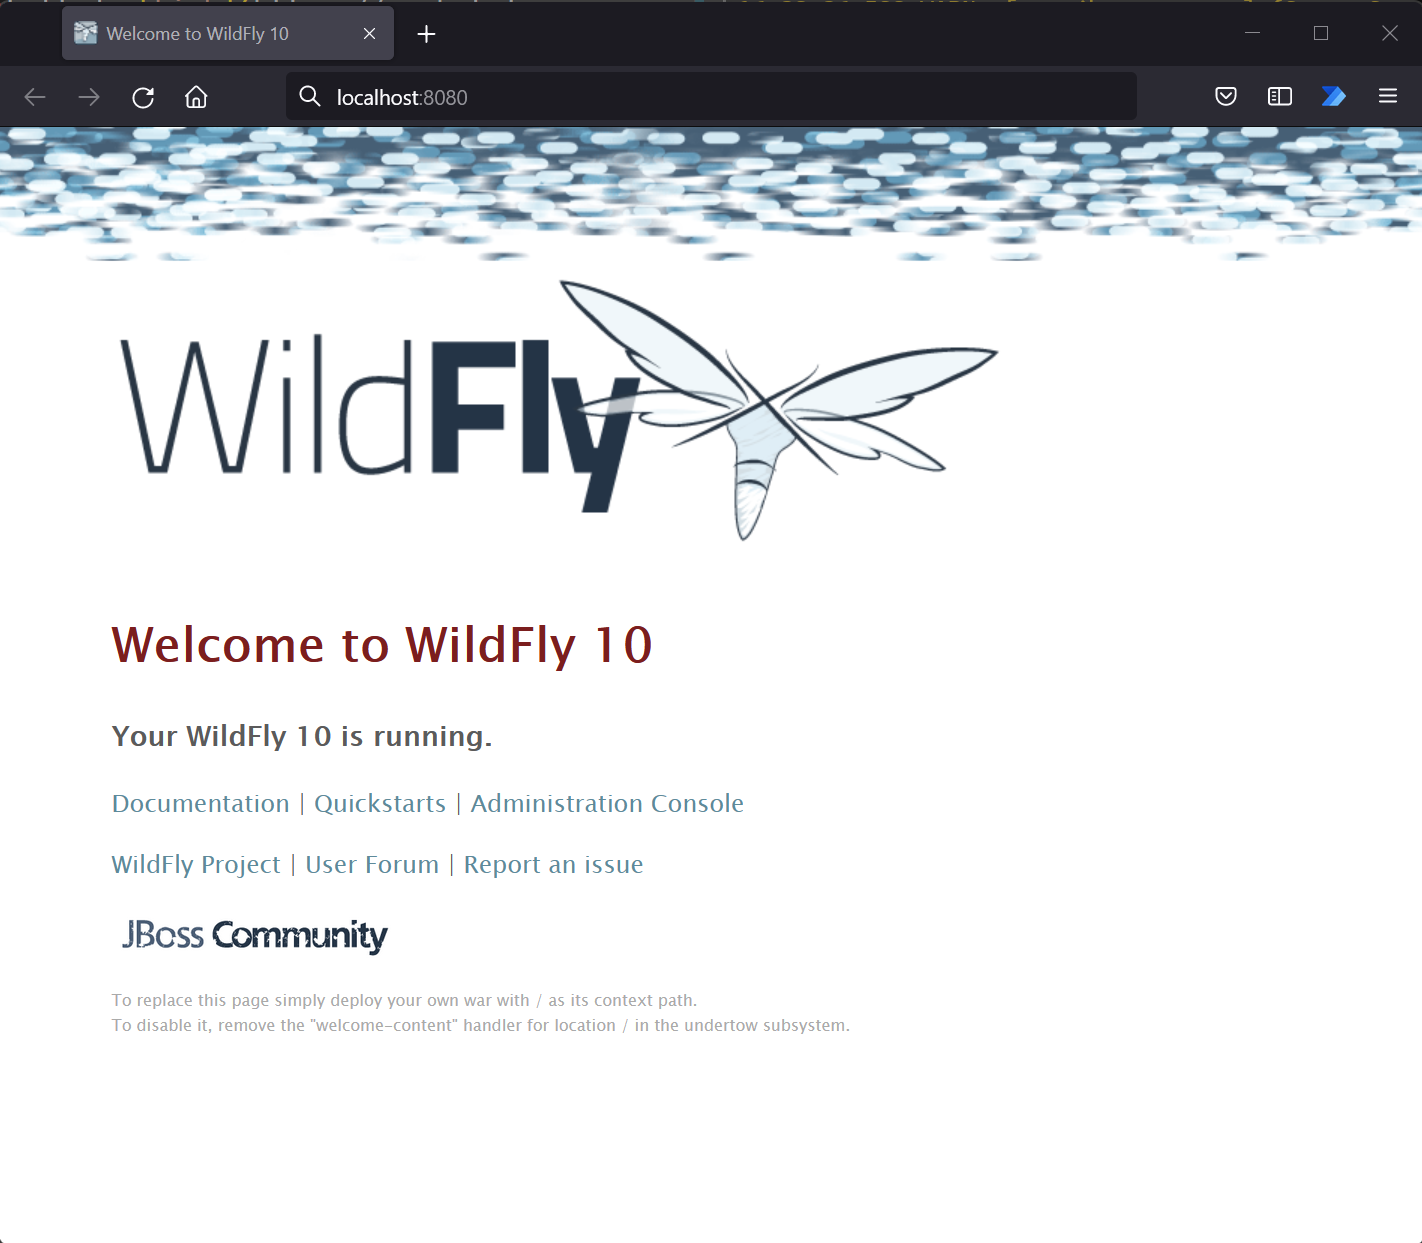 Welcome to WildFly 10
localhost:8080
WildFly
Welcome to WildFly 10
Your WildFly 10 is running.
Documentation | Quickstarts | Administration Console
WildFly Project | User Forum | Report an issue
JBoss Community
To replace this page simply deploy your own war with / as its context path.
To disable it, remove the "welcome-content" handler for location / in the undertow subsystem.